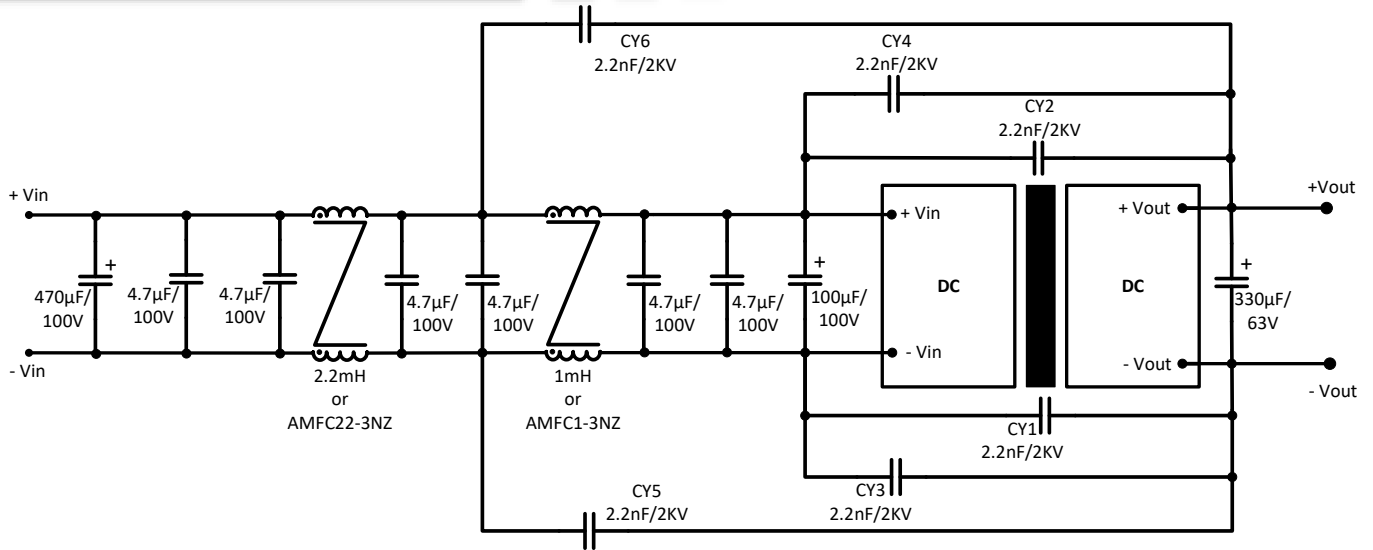 CY6
2.2nF/2KV
CY4
2.2nF/2KV
CY2
2.2nF/2KV
+ Vin
+Vout
+ Vin
+ Vout
470µF/
100V
+
4.7µF/
100V
4.7µF/
100V
4.7µF/
100V
4.7µF/
100V
4.7µF/
100V
4.7µF/
100V
+
100µF/
100V
DC
DC
+
330µF/
63V
- Vin
- Vin
- Vout
- Vout
2.2mH
or
AMFC22-3NZ
1mH
or
AMFC1-3NZ
CY1
2.2nF/2KV
CY3
2.2nF/2KV
CY5
2.2nF/2KV